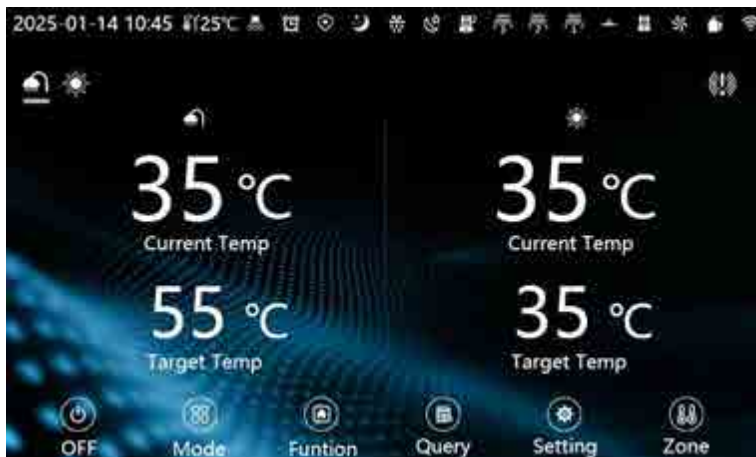 2025-01-14 10:45 25℃
35 ℃ 35 ℃
Current Temp Current Temp
55 ℃ 35 ℃
Target Temp Target Temp
OFF Mode Funtion Query Setting Zone